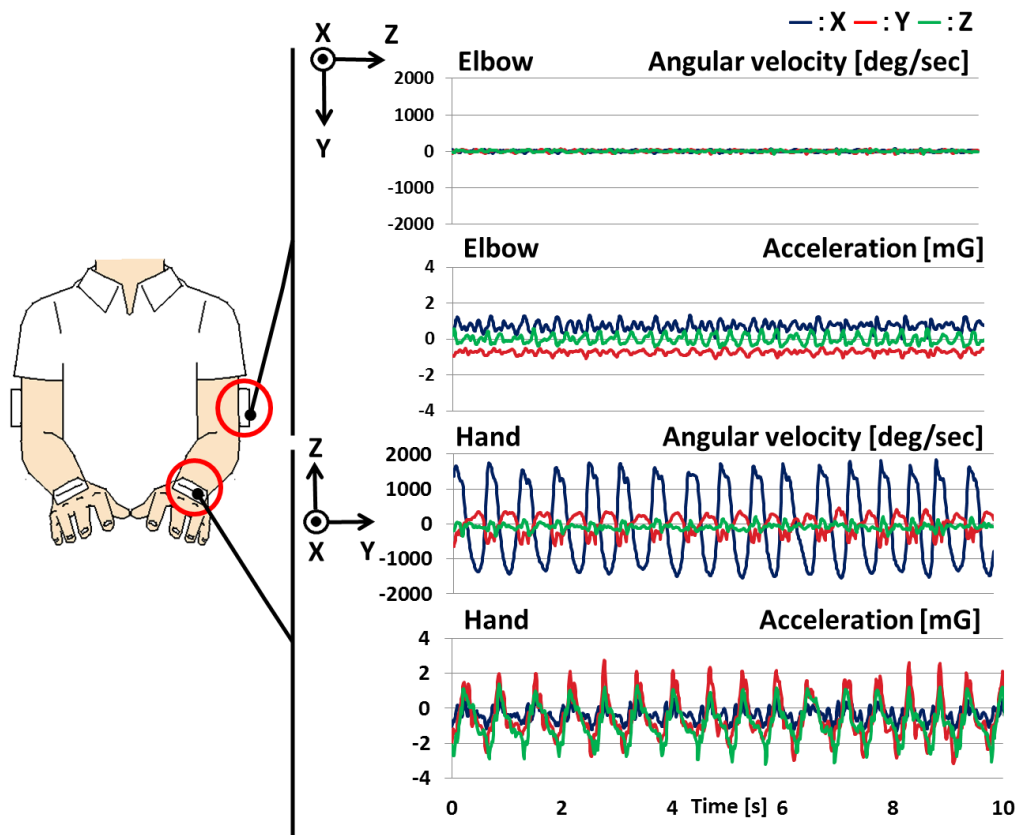 — : X — : Y — : Z
X
Z
Y
Elbow Angular velocity [deg/sec]
2000
1000
0
-1000
-2000
Elbow Acceleration [mG]
4
2
0
-2
-4
Z
X
Y
Hand Angular velocity [deg/sec]
2000
1000
0
-1000
-2000
Hand Acceleration [mG]
4
2
0
-2
-4
0 2 4 Time [s] 6 8 10